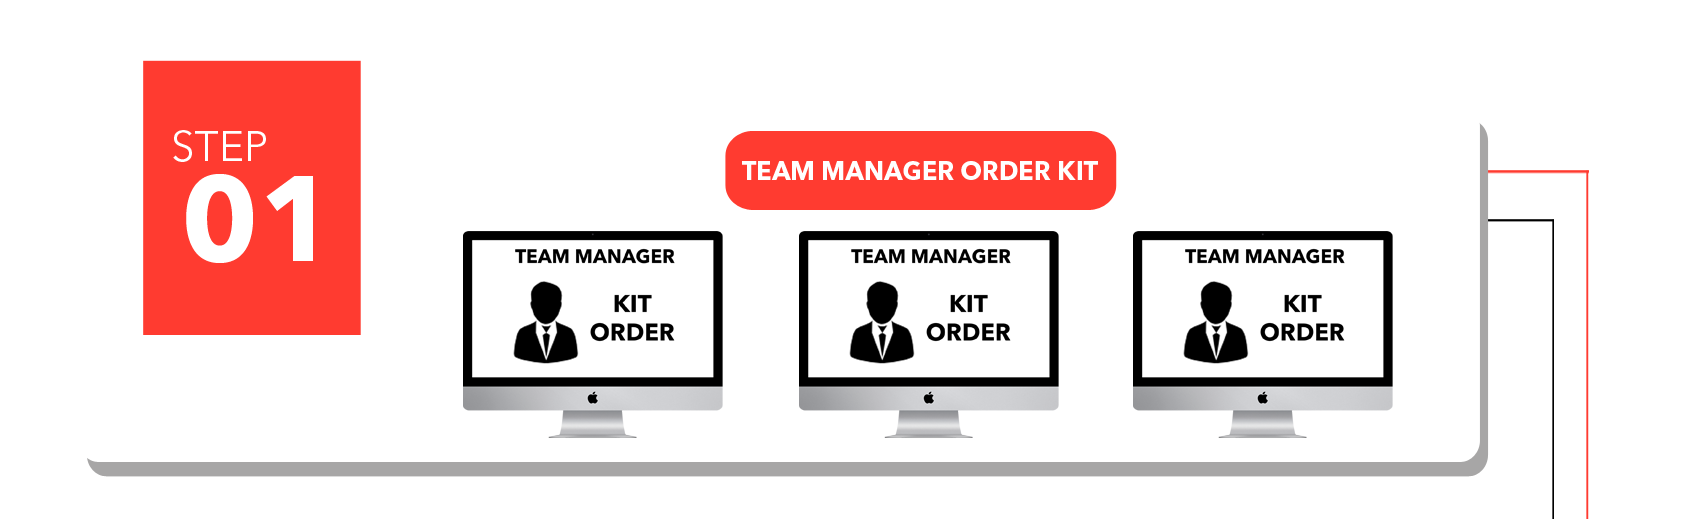 STEP
01
TEAM MANAGER ORDER KIT
TEAM MANAGER
KIT
ORDER
TEAM MANAGER
KIT
ORDER
TEAM MANAGER
KIT
ORDER